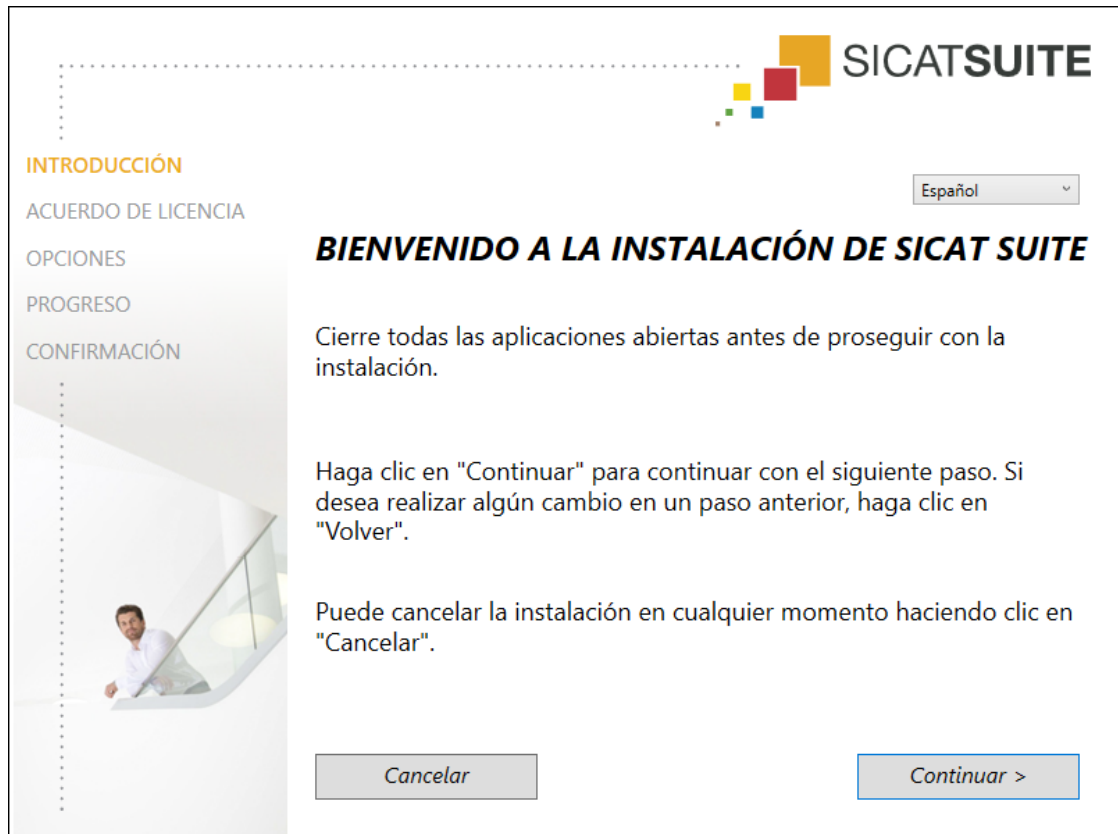 SICATSUITE
INTRODUCCIÓN
ACUERDO DE LICENCIA
OPCIONES
PROGRESO
CONFIRMACIÓN
Español
BIENVENIDO A LA INSTALACIÓN DE SICAT SUITE
Cierre todas las aplicaciones abiertas antes de proseguir con la
instalación.
Haga clic en "Continuar" para continuar con el siguiente paso. Si
desea realizar algún cambio en un paso anterior, haga clic en
"Volver".
Puede cancelar la instalación en cualquier momento haciendo clic en
"Cancelar".
Cancelar
Continuar >